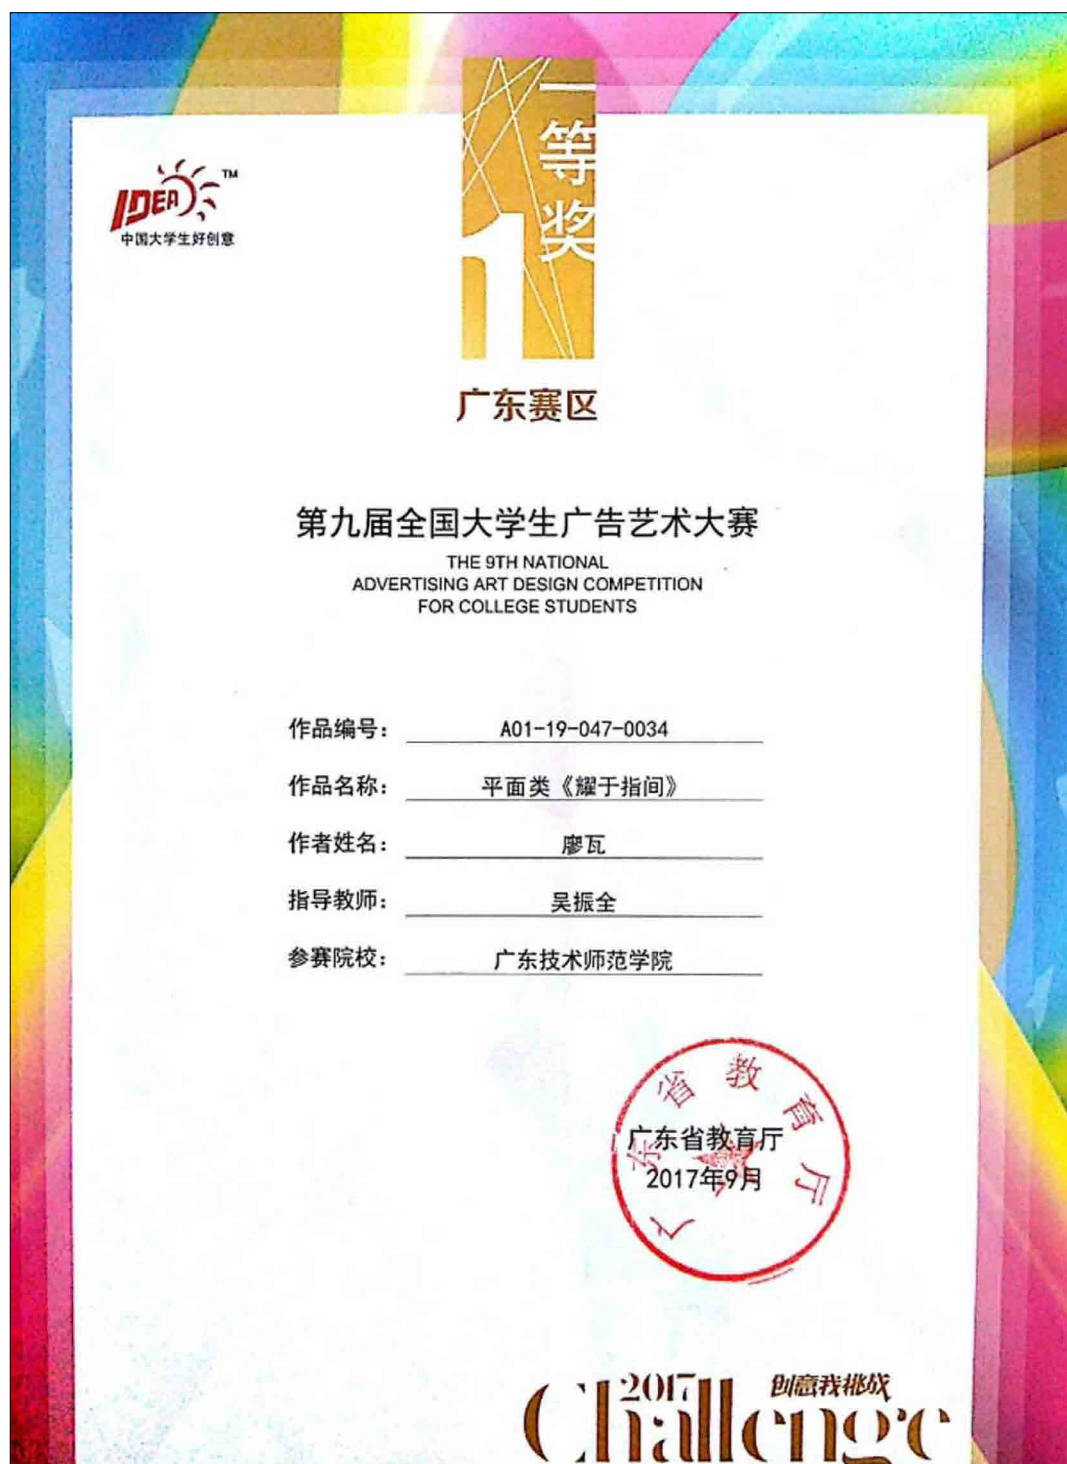 一等奖
1
IDEA™
中国大学生好创意
广东赛区
第九届全国大学生广告艺术大赛
THE 9TH NATIONAL
ADVERTISING ART DESIGN COMPETITION
FOR COLLEGE STUDENTS
作品编号： A01-19-047-0034
作品名称： 平面类《耀于指间》
作者姓名： 廖瓦
指导教师： 吴振全
参赛院校： 广东技术师范学院
广东省教育厅
广东省教育厅
2017年9月
2017 创意我挑战
Challenge